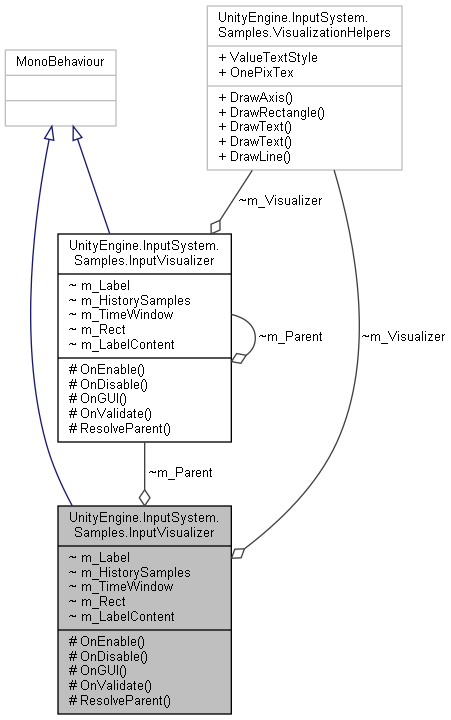 UnityEngine.InputSystem.
Samples.VisualizationHelpers
+ ValueTextStyle
+ OnePixTex
+ DrawAxis()
+ DrawRectangle()
+ DrawText()
+ DrawText()
+ DrawLine()
MonoBehaviour
~m_Visualizer
UnityEngine.InputSystem.
Samples.InputVisualizer
~ m_Label
~ m_HistorySamples
~ m_TimeWindow
~ m_Rect
~ m_LabelContent
# OnEnable()
# OnDisable()
# OnGUI()
# OnValidate()
# ResolveParent()
~m_Parent
~m_Visualizer
~m_Parent
UnityEngine.InputSystem.
Samples.InputVisualizer
~ m_Label
~ m_HistorySamples
~ m_TimeWindow
~ m_Rect
~ m_LabelContent
# OnEnable()
# OnDisable()
# OnGUI()
# OnValidate()
# ResolveParent()